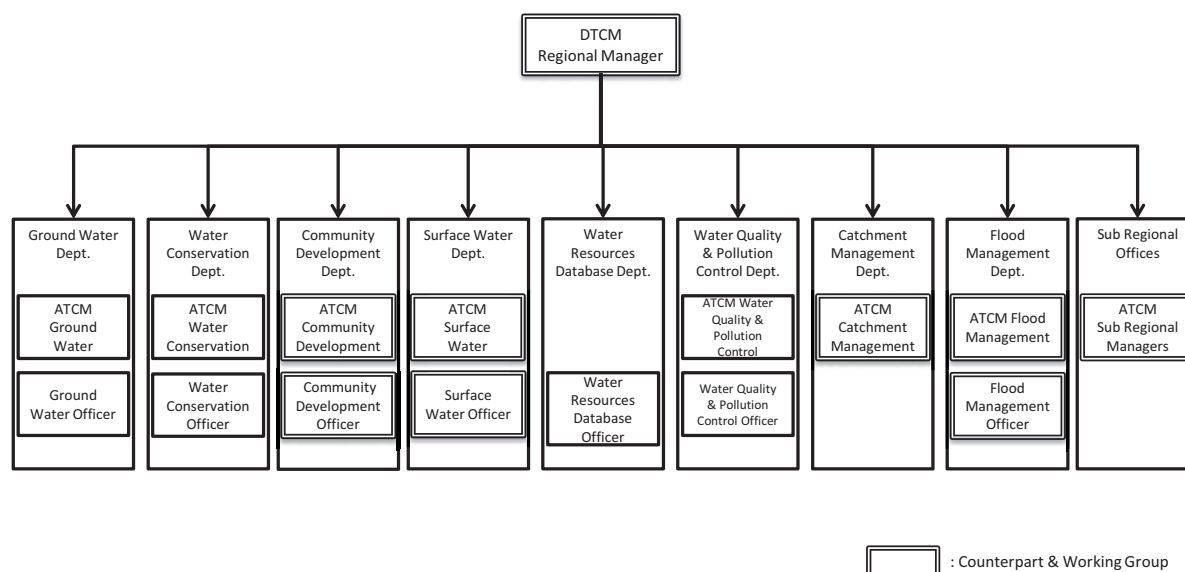 DTCM
Regional Manager
Ground Water
Dept.
ATCM
Ground
Water
Ground
Water Officer
Water
Conservation
Dept.
ATCM
Water
Conservation
Water
Conservation
Officer
Community
Development
Dept.
ATCM
Community
Development
Community
Development
Officer
Surface Water
Dept.
ATCM
Surface
Water
Surface
Water Officer
Water
Resources
Database Dept.
Water
Resources
Database
Officer
Water Quality
& Pollution
Control Dept.
ATCM Water
Quality &
Pollution
Control
Water Quality
& Pollution
Control Officer
Catchment
Management
Dept.
ATCM
Catchment
Management
Flood
Management
Dept.
ATCM Flood
Management
Flood
Management
Officer
Sub Regional
Offices
ATCM
Sub Regional
Managers
: Counterpart & Working Group